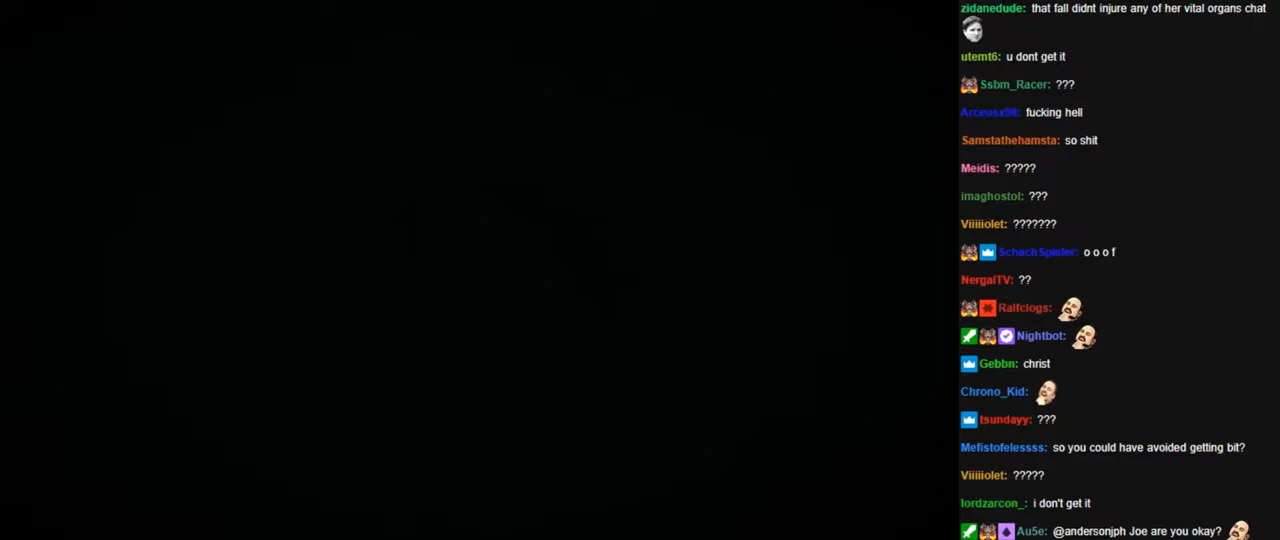 zidanedude: that fall didnt injure any of her vital organs chat
utemt6: u dont get it
Ssbm_Racer: ???
Arceusx98: fucking hell
Samstathehamsta: so shit
Meidis: ?????
imaghostol: ???
Viiiiiolet: ???????
SchachSpieler: o o o f
NergalTV: ??
Ralfclogs:
Nightbot:
Gebbn: christ
Chrono_Kid:
tsundayy: ???
Mefistofelessss: so you could have avoided getting bit?
Viiiiiolet: ?????
lordzarcon_: i don't get it
Au5e: @andersonjph Joe are you okay?